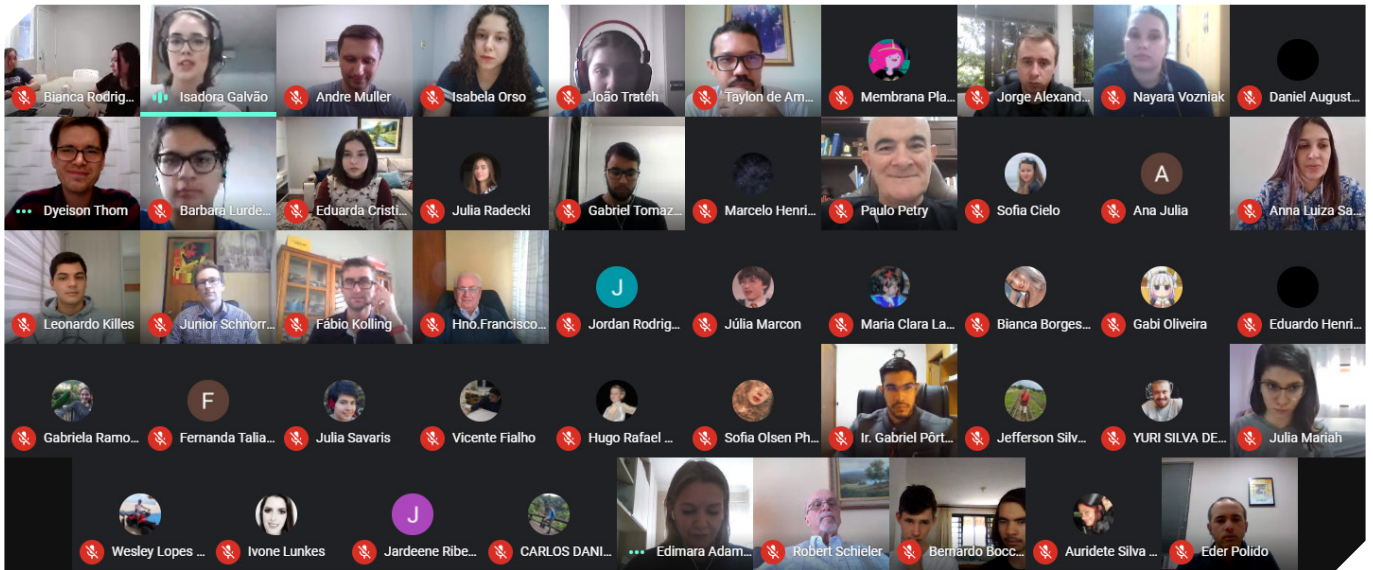 Bianca Rodrig...
Isadora Galvão
Andre Muller
Isabela Orso
João Tratch
Taylon de Am...
Membrana Pla...
Jorge Alexand...
Nayara Vozniak
Daniel August...
Dyeison Thom
Barbara Lurde...
Eduarda Cristi...
Julia Radecki
Gabriel Tomaz...
Marcelo Henri...
Paulo Petry
Sofia Cielo
A
Ana Julia
Anna Luiza Sa...
Leonardo Killes
Junior Schnorr...
Fábio Kolling
Hno.Francisco...
J
Jordan Rodrig...
Júlia Marcon
Maria Clara La...
Bianca Borges...
Gabi Oliveira
Eduardo Henri...
Gabriela Ramo...
F
Fernanda Talia...
Julia Savaris
Vicente Fialho
Hugo Rafael ...
Sofia Olsen Ph...
Ir. Gabriel Pôrt...
Jefferson Silv...
YURI SILVA DE...
Julia Mariah
Wesley Lopes ...
Ivone Lunkes
J
Jardeene Ribe...
CARLOS DANI...
Edimara Adam...
Robert Schieler
Bernardo Bocc...
Auridete Silva ...
Eder Polido